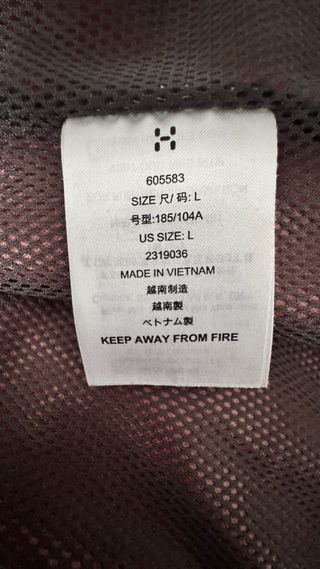 605583
SIZE 尺/ 码: L
号型:185/104A
US SIZE: L
2319036
MADE IN VIETNAM
越南制造
越南製
ベトナム製
KEEP AWAY FROM FIRE